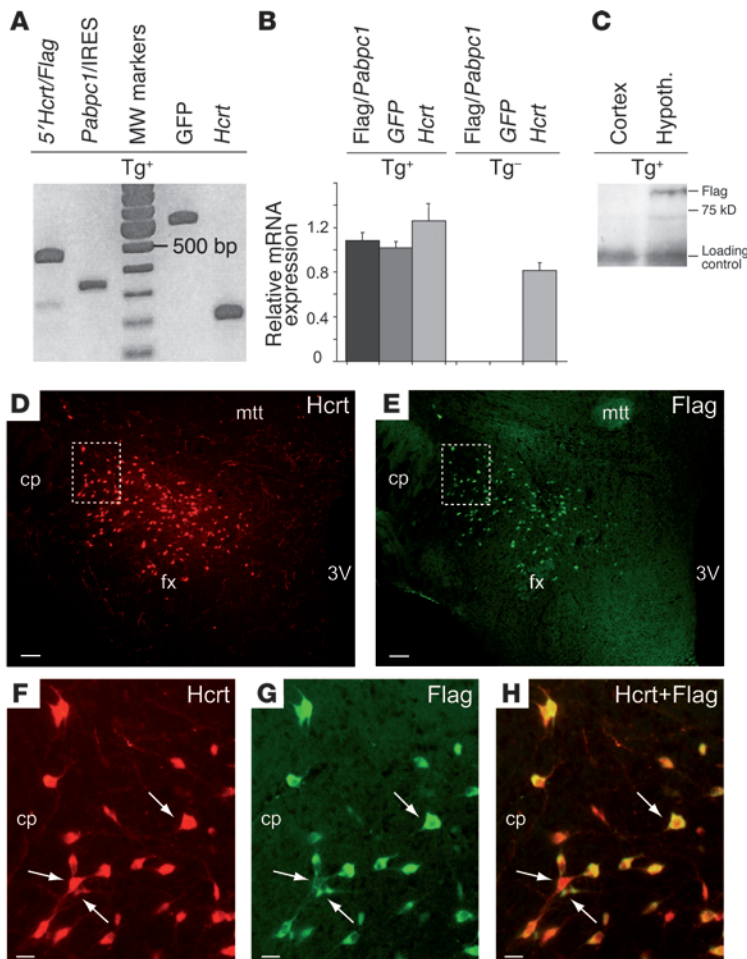 A
5′Hcrt/Flag
Pabpc1/IRES
MW markers
GFP
Hcrt
Tg+
500 bp
B
Flag/Pabpc1
GFP
Hcrt
Flag/Pabpc1
GFP
Hcrt
Tg+
Tg–
Relative mRNA
expression
1.2
0.8
0.4
0
C
Cortex
Hypoth.
Tg+
Flag
75 kD
Loading
control
D
Hcrt
mtt
cp
fx
3V
E
Flag
mtt
cp
fx
3V
F
Hcrt
cp
G
Flag
cp
H
Hcrt+Flag
cp